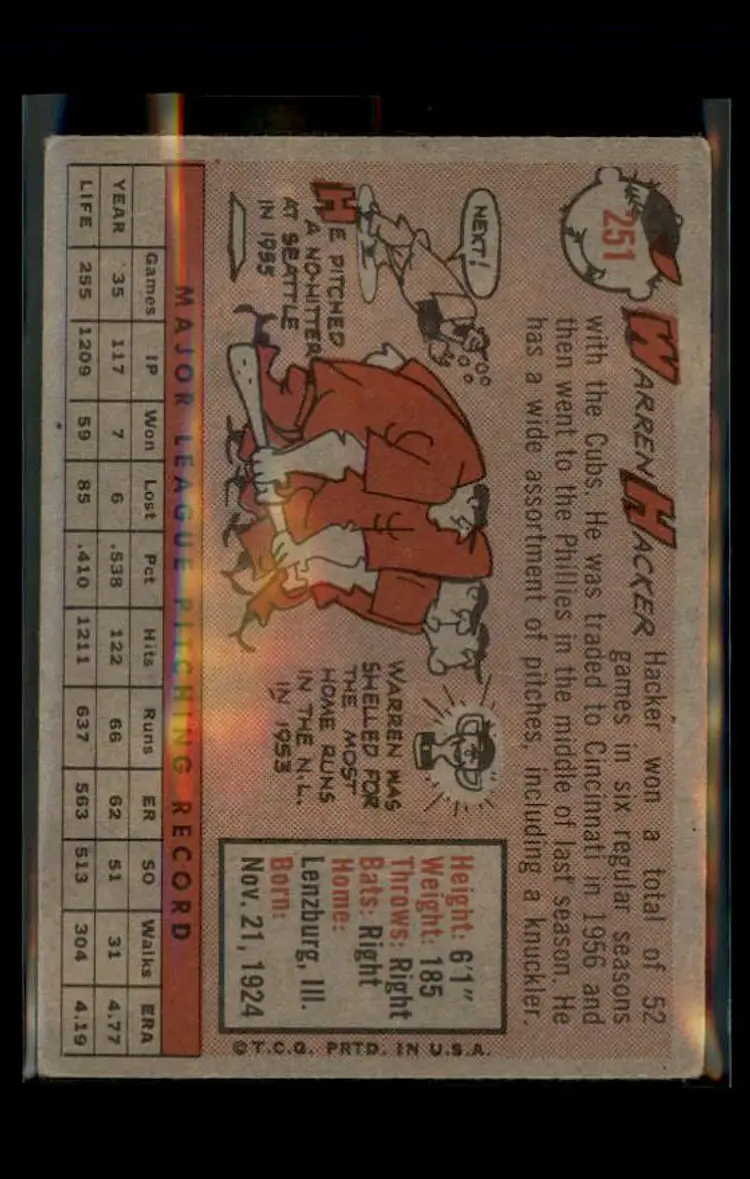 251
WARREN HACKER
Hacker won a total of 52
games in six regular seasons
with the Cubs. He was traded to Cincinnati in 1956 and
then went to the Phillies in the middle of last season. He
has a wide assortment of pitches, including a knuckler.
NEXT!
HE PITCHED
A NO-HITTER
AT SEATTLE
IN 1955
WARREN WAS
SHELLED FOR
THE MOST
HOME RUNS
IN THE N.L.
IN 1953
Height: 6'1"
Weight: 185
Throws: Right
Bats: Right
Home:
Lenzburg, Ill.
Born:
Nov. 21, 1924
©T.C.G. PRTD. IN U.S.A.
MAJOR LEAGUE PITCHING RECORD
Games IP Won Lost Pct Hits Runs ER SO Walks ERA
YEAR 35 117 7 6 .538 122 66 62 51 31 4.77
LIFE 255 1209 59 85 .410 1211 637 563 513 304 4.19